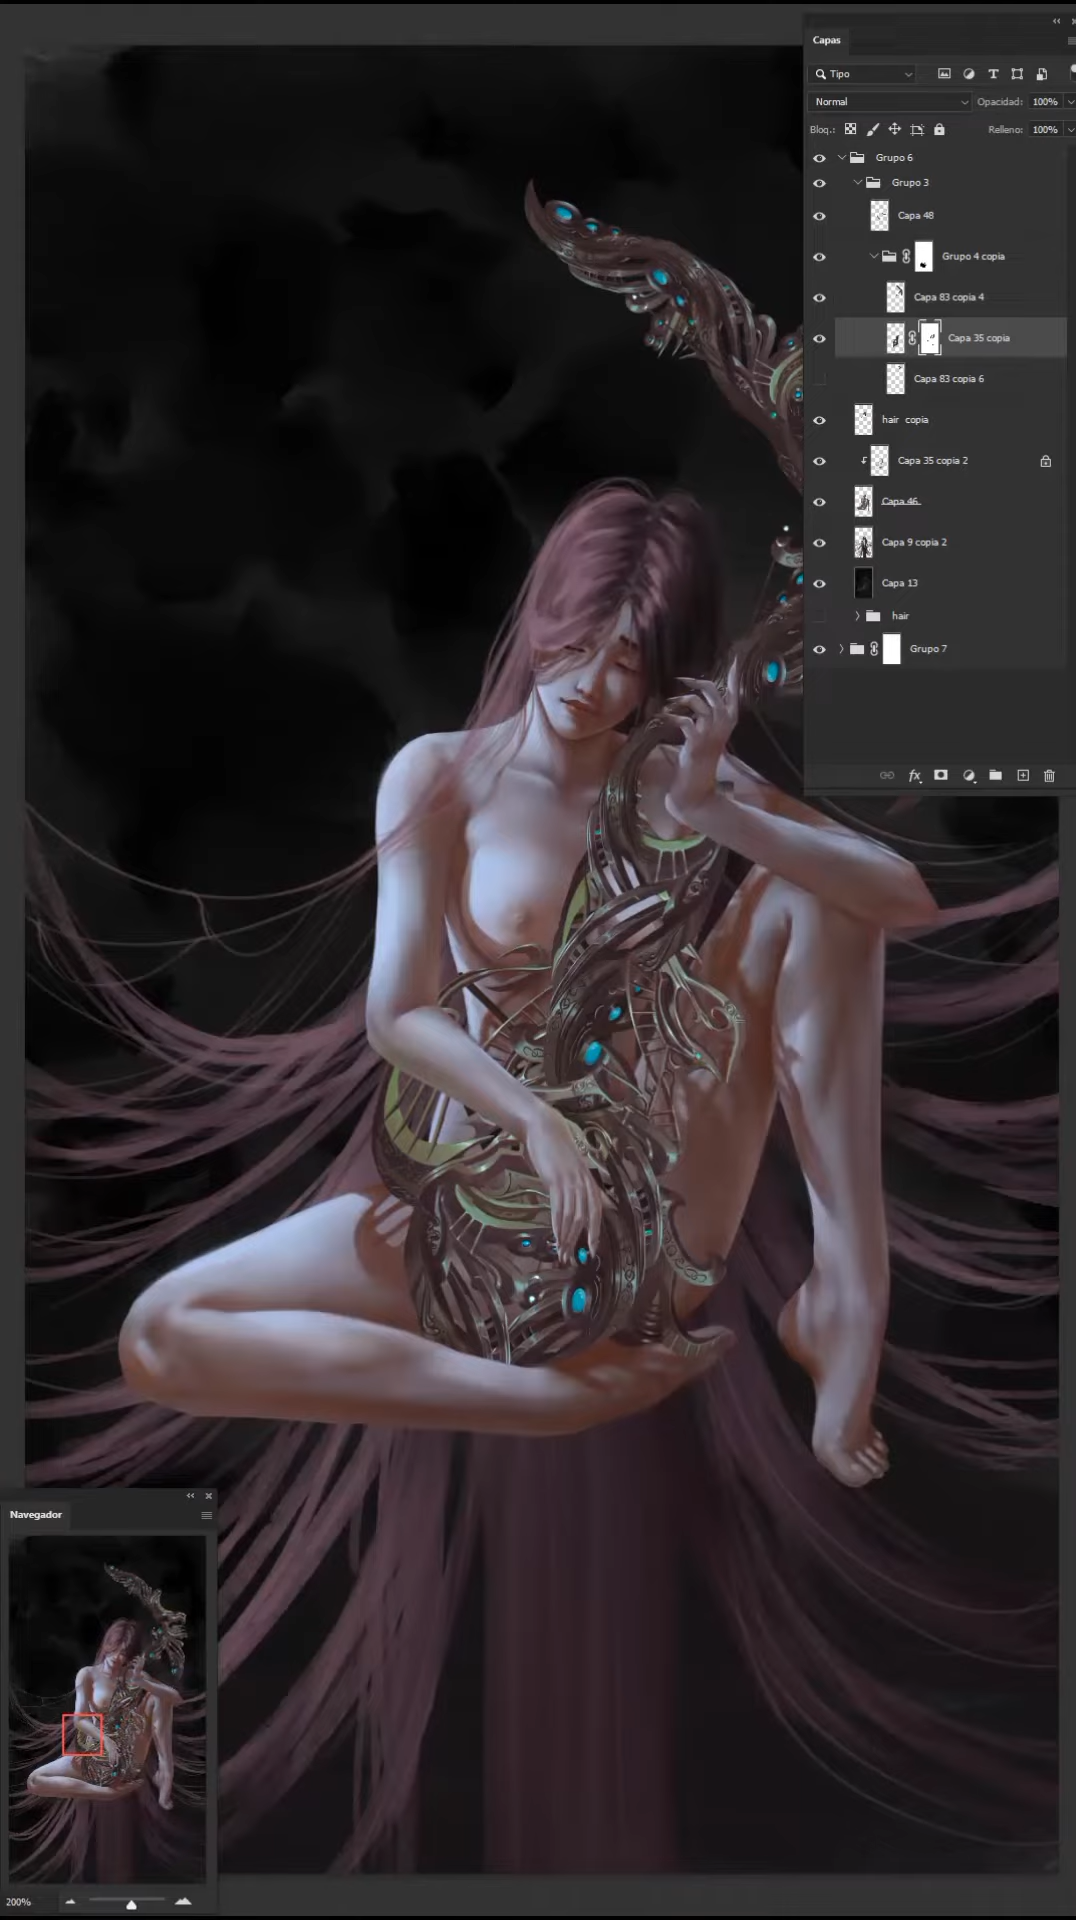 Capas
Tipo
Normal
Opacidad: 100%
Bloq.:
Relleno: 100%
Grupo 6
Grupo 3
Capa 48
Grupo 4 copia
Capa 83 copia 4
Capa 35 copia
Capa 83 copia 6
hair copia
Capa 35 copia 2
Capa 46
Capa 9 copia 2
Capa 13
hair
Grupo 7
fx
Navegador
200%